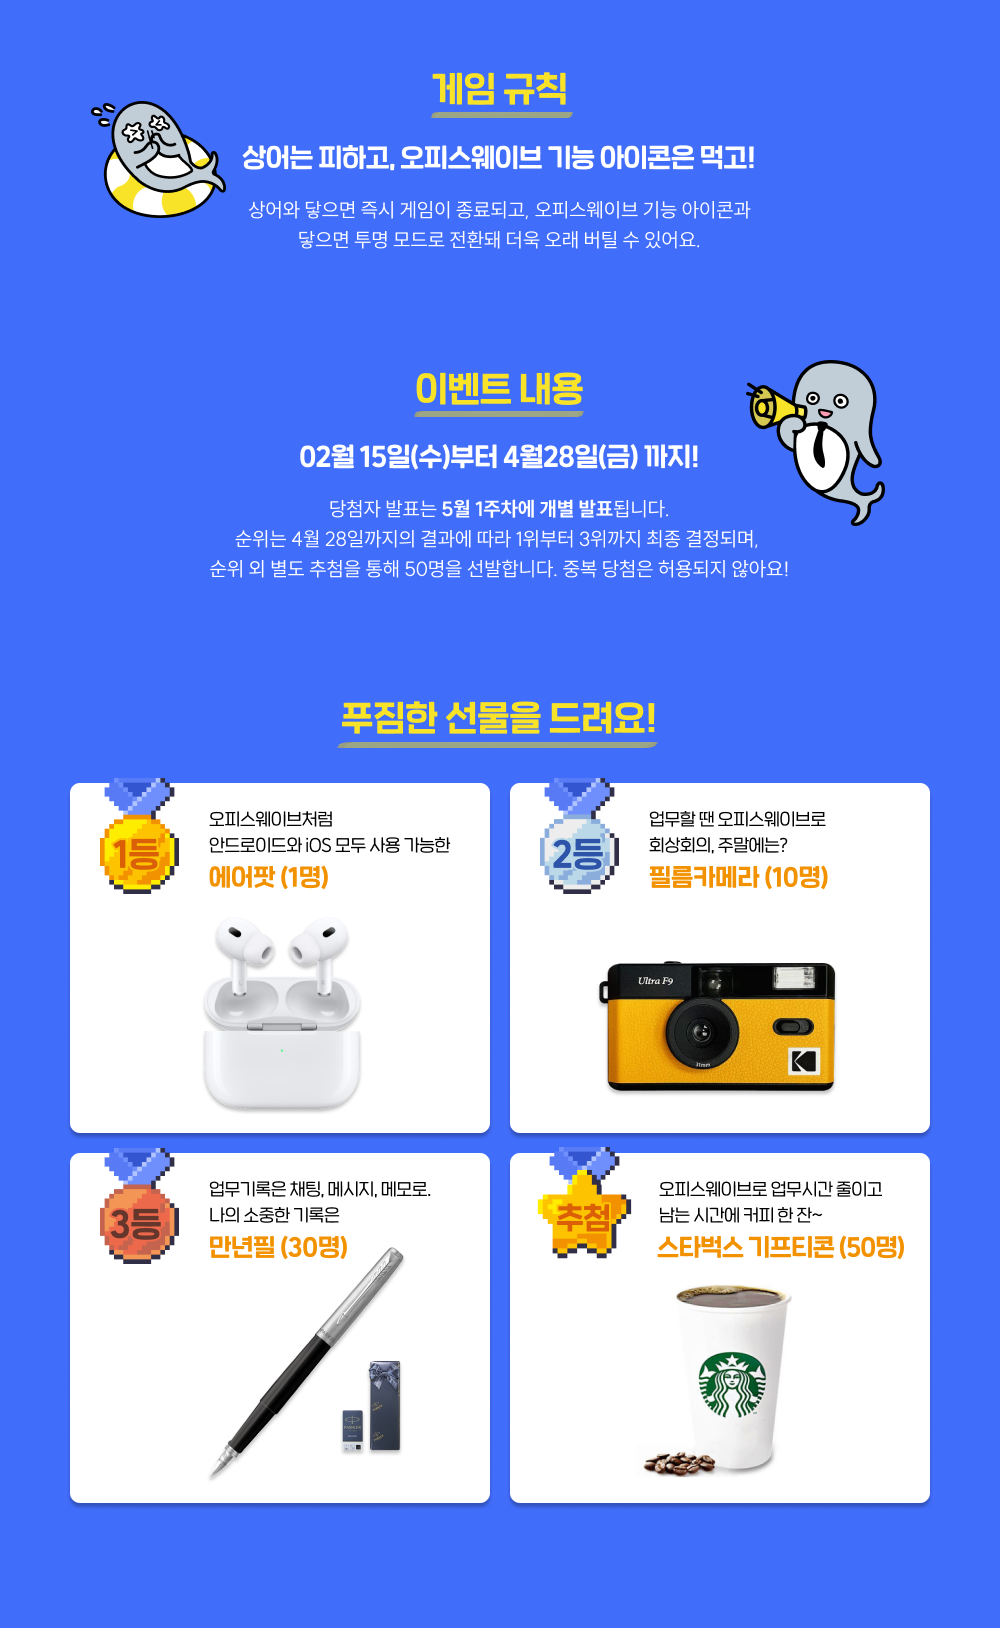 게임 규칙
상어는 피하고, 오피스웨이브 기능 아이콘은 먹고!
상어와 닿으면 즉시 게임이 종료되고, 오피스웨이브 기능 아이콘과
닿으면 투명 모드로 전환돼 더욱 오래 버틸 수 있어요.
이벤트 내용
02월 15일(수)부터 4월28일(금) 까지!
당첨자 발표는 5월 1주차에 개별 발표됩니다.
순위는 4월 28일까지의 결과에 따라 1위부터 3위까지 최종 결정되며,
순위 외 별도 추첨을 통해 50명을 선발합니다. 중복 당첨은 허용되지 않아요!
푸짐한 선물을 드려요!
1등
오피스웨이브처럼
안드로이드와 iOS 모두 사용 가능한
에어팟 (1명)
2등
업무할 땐 오피스웨이브로
회상회의, 주말에는?
필름카메라 (10명)
Ultra F9
31mm
3등
업무기록은 채팅, 메시지, 메모로.
나의 소중한 기록은
만년필 (30명)
PARKER
추첨
오피스웨이브로 업무시간 줄이고
남는 시간에 커피 한 잔~
스타벅스 기프티콘 (50명)